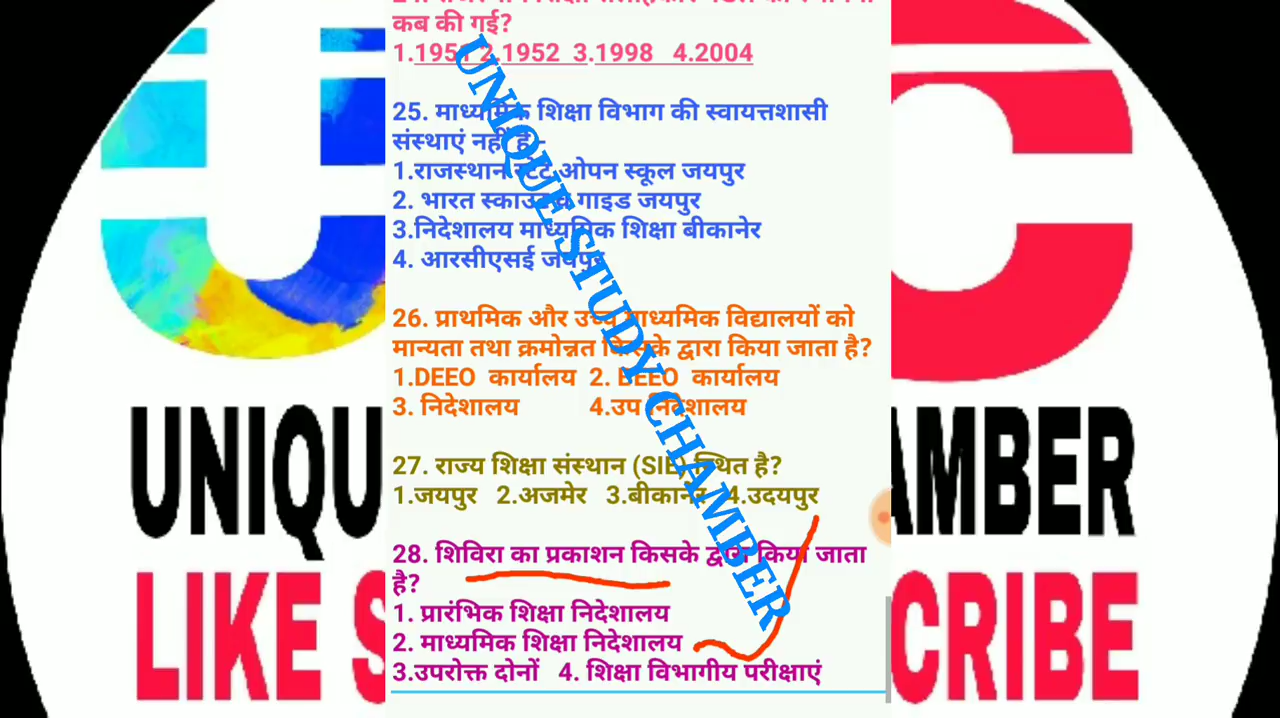 कब की गई?
1.1951 2.1952 3.1998 4.2004
25. माध्यमिक शिक्षा विभाग की स्वायत्तशासी
संस्थाएं नहीं है-
1.राजस्थान स्टेट ओपन स्कूल जयपुर
2. भारत स्काउट व गाइड जयपुर
3.निदेशालय माध्यमिक शिक्षा बीकानेर
4. आरसीएसई जयपुर
26. प्राथमिक और उच्च माध्यमिक विद्यालयों को
मान्यता तथा क्रमोन्नत किसके द्वारा किया जाता है?
1.DEEO कार्यालय 2. BEEO कार्यालय
3. निदेशालय 4.उप निदेशालय
27. राज्य शिक्षा संस्थान (SIE) स्थित है?
1.जयपुर 2.अजमेर 3.बीकानेर 4.उदयपुर
28. शिविरा का प्रकाशन किसके द्वारा किया जाता
है?
1. प्रारंभिक शिक्षा निदेशालय
2. माध्यमिक शिक्षा निदेशालय
3.उपरोक्त दोनों 4. शिक्षा विभागीय परीक्षाएं
UNIQUE STUDY CHAMBER
UNIQU AMBER
LIKE S CRIBE